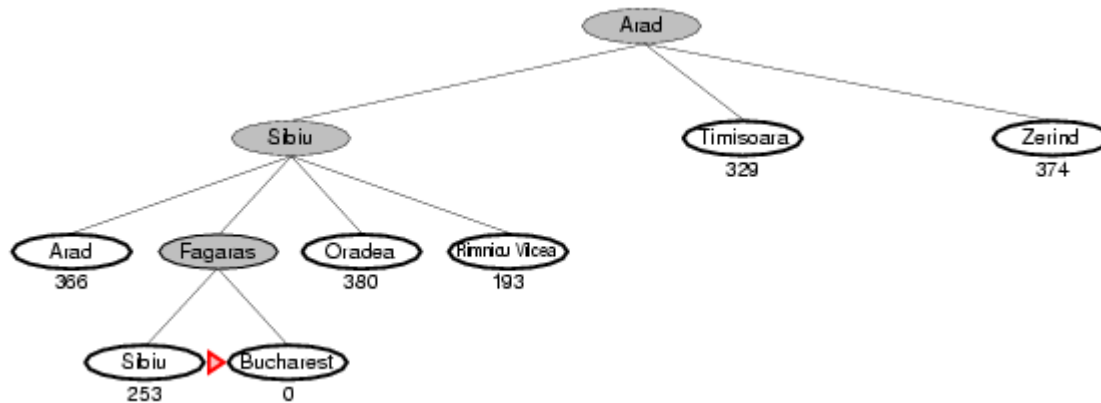 Arad
Sibiu
Timisoara
Zerind
329
374
Arad
Fagaras
Oradea
Rimnicu Vilcea
366
380
193
Sibiu
Bucharest
253
0